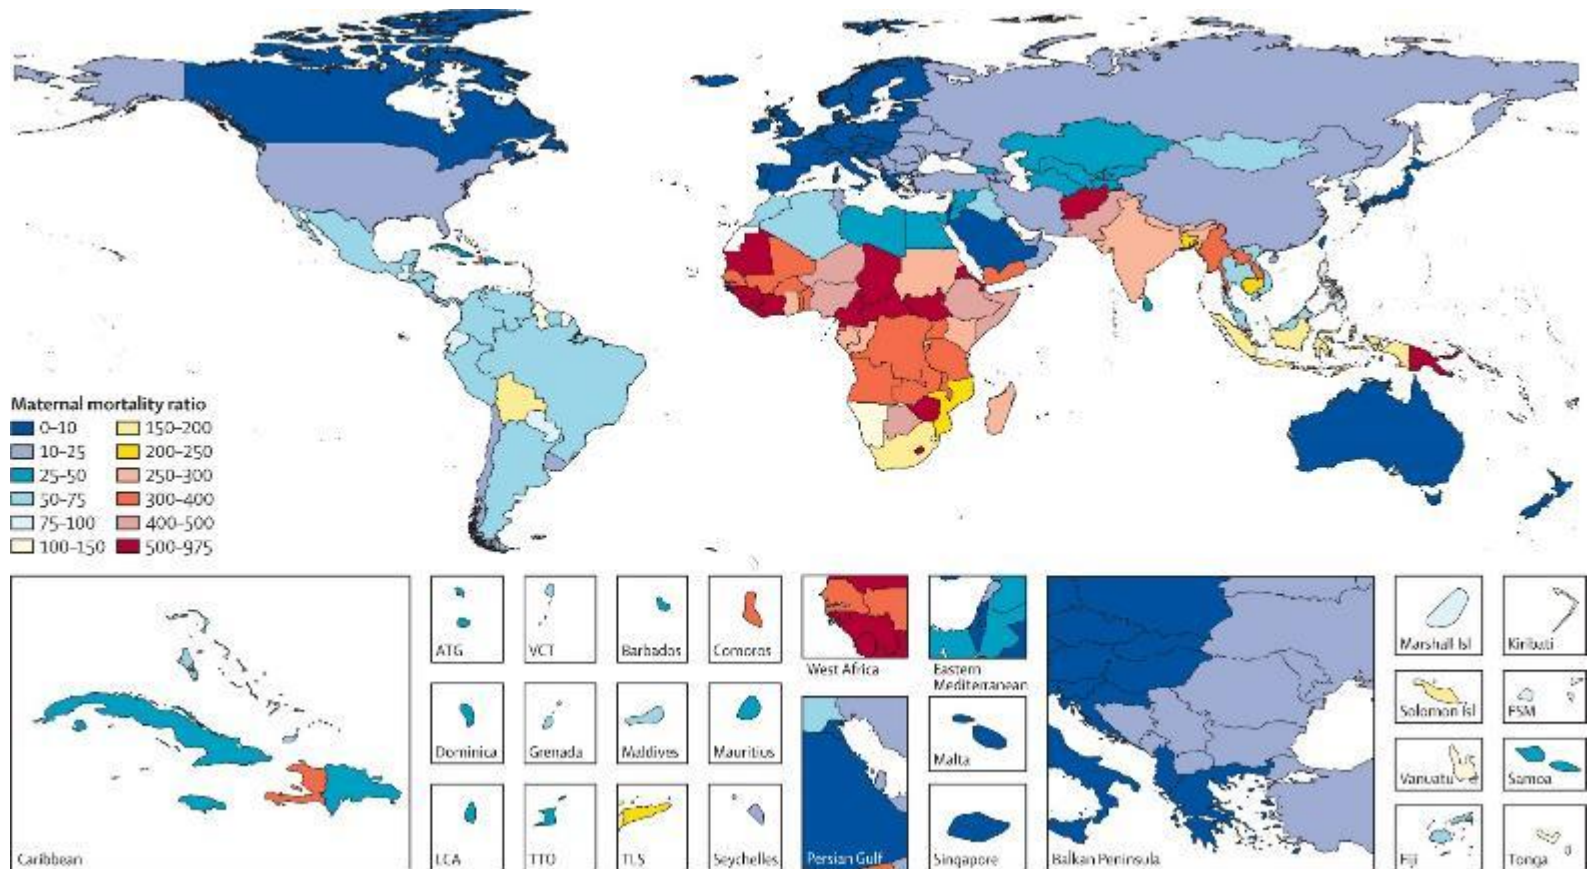 Maternal mortality ratio
0–10
10–25
25–50
50–75
75–100
100–150
150–200
200–250
250–300
300–400
400–500
500–975
Caribbean
ATG
VCT
Barbados
Comoros
Dominica
Grenada
Maldives
Mauritius
LCA
TTO
TLS
Seychelles
West Africa
Eastern
Mediterranean
Persian Gulf
Malta
Singapore
Balkan Peninsula
Marshall Isl
Kiribati
Solomon Isl
FSM
Vanuatu
Samoa
Fiji
Tonga